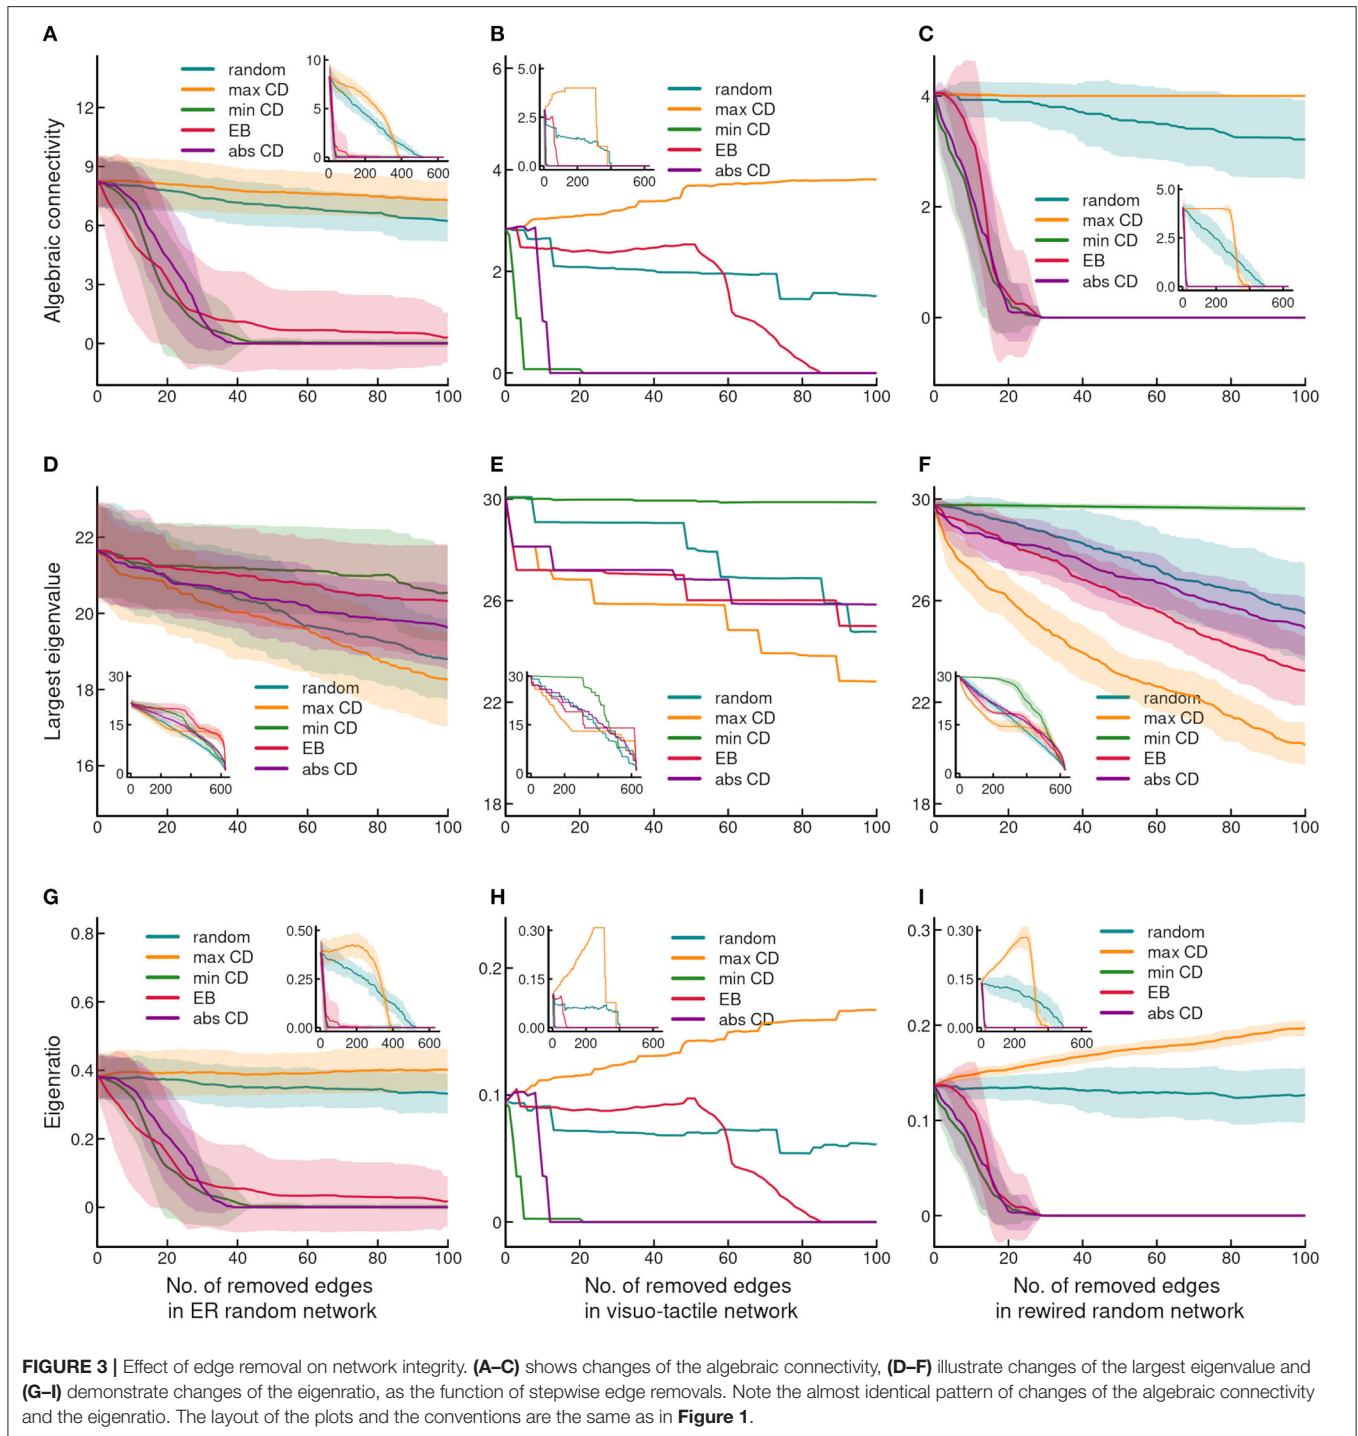 A
B
C
random
max CD
min CD
EB
abs CD
10
5
0
0 200 400 600
Algebraic connectivity
12
9
6
3
0
0 20 40 60 80 100
random
max CD
min CD
EB
abs CD
5.0
2.5
0.0
0 200 600
6
4
2
0
0 20 40 60 80 100
random
max CD
min CD
EB
abs CD
5.0
2.5
0.0
0 200 600
4
2
0
0 20 40 60 80 100
D
E
F
Largest eigenvalue
22
20
18
16
random
max CD
min CD
EB
abs CD
30
15
0
0 200 600
0 20 40 60 80 100
30
26
22
18
random
max CD
min CD
EB
abs CD
30
15
0
0 200 600
0 20 40 60 80 100
30
26
22
18
random
max CD
min CD
EB
abs CD
30
15
0
0 200 600
0 20 40 60 80 100
G
H
I
Eigenratio
0.8
0.6
0.4
0.2
0
random
max CD
min CD
EB
abs CD
0.50
0.25
0.00
0 200 400 600
0 20 40 60 80 100
No. of removed edges
in ER random network
0.2
0.1
0
random
max CD
min CD
EB
abs CD
0.30
0.15
0.00
0 200 600
0 20 40 60 80 100
No. of removed edges
in visuo-tactile network
0.3
0.2
0.1
0
random
max CD
min CD
EB
abs CD
0.30
0.15
0.00
0 200 600
0 20 40 60 80 100
No. of removed edges
in rewired random network
FIGURE 3 | Effect of edge removal on network integrity. (A–C) shows changes of the algebraic connectivity, (D–F) illustrate changes of the largest eigenvalue and
(G–I) demonstrate changes of the eigenratio, as the function of stepwise edge removals. Note the almost identical pattern of changes of the algebraic connectivity
and the eigenratio. The layout of the plots and the conventions are the same as in Figure 1.